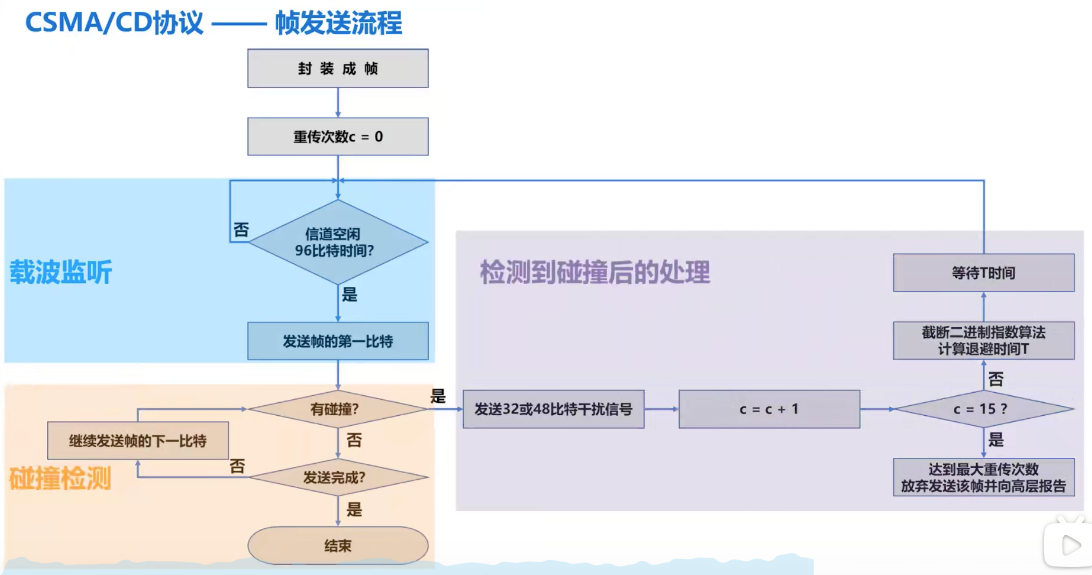 CSMA/CD协议 —— 帧发送流程
封 装 成 帧
重传次数c = 0
载波监听
信道空闲
96比特时间?
否
是
发送帧的第一比特
碰撞检测
有碰撞?
是
否
继续发送帧的下一比特
发送完成?
否
是
结束
检测到碰撞后的处理
发送32或48比特干扰信号
c = c + 1
c = 15 ?
否
是
截断二进制指数算法
计算退避时间T
等待T时间
达到最大重传次数
放弃发送该帧并向高层报告